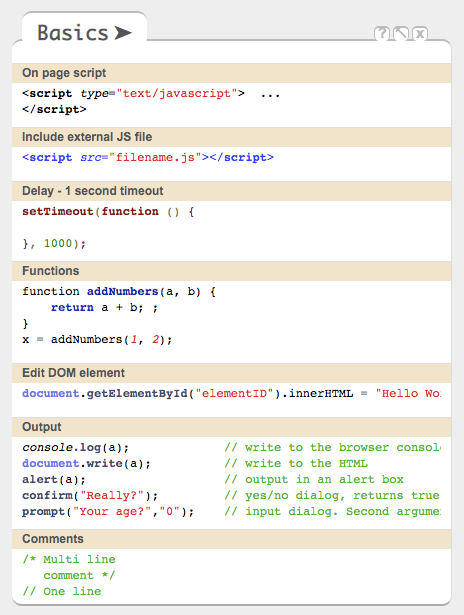 Basics➤
? x
On page script
<script type="text/javascript">  ...
</script>
Include external JS file
<script src="filename.js"></script>
Delay - 1 second timeout
setTimeout(function () {
}, 1000);
Functions
function addNumbers(a, b) {
    return a + b; ;
}
x = addNumbers(1, 2);
Edit DOM element
document.getElementById("elementID").innerHTML = "Hello Wo
Output
console.log(a);             // write to the browser consol
document.write(a);          // write to the HTML
alert(a);                   // output in an alert box
confirm("Really?");         // yes/no dialog, returns true
prompt("Your age?","0");    // input dialog. Second argume
Comments
/* Multi line
   comment */
// One line